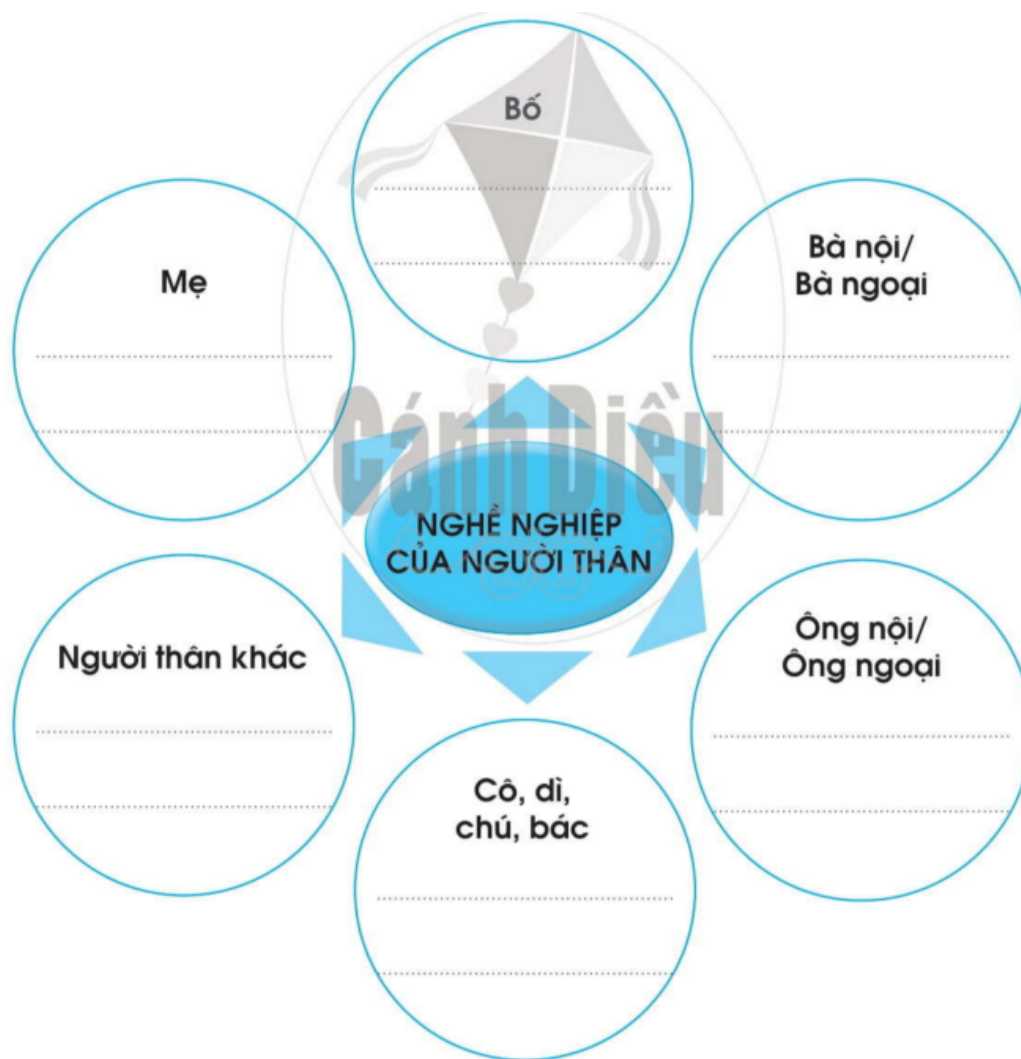 Bố
Mẹ
Bà nội/
Bà ngoại
Cánh Diều
NGHỀ NGHIỆP
CỦA NGƯỜI THÂN
Người thân khác
Ông nội/
Ông ngoại
Cô, dì,
chú, bác